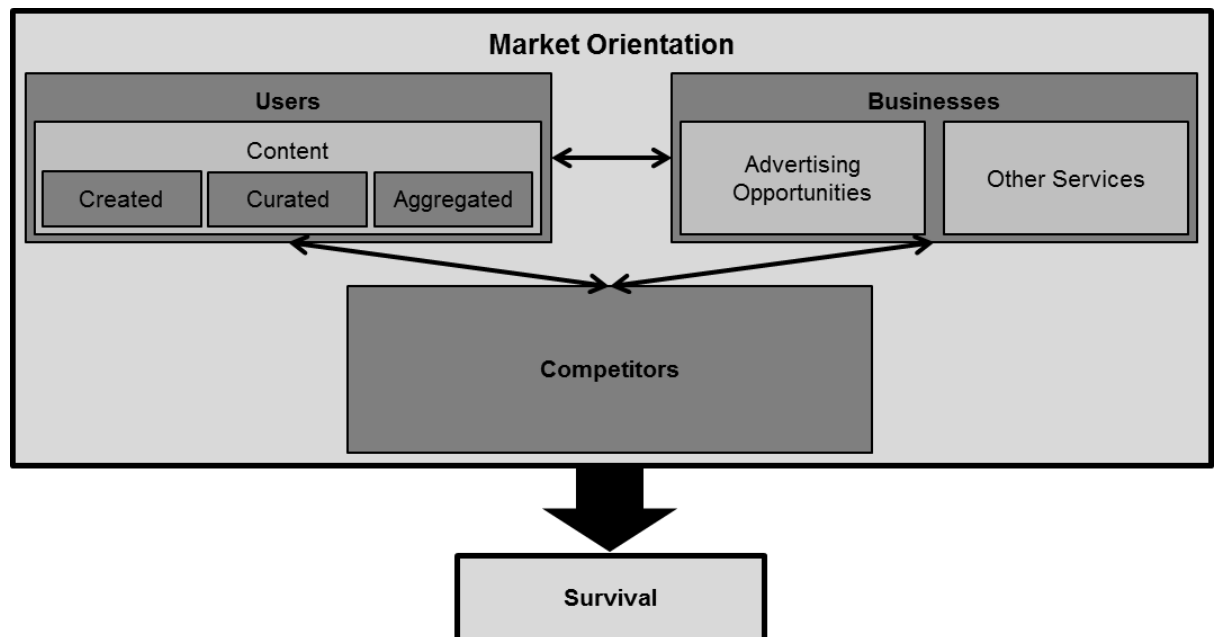 Market Orientation
Users
Content
Created
Curated
Aggregated
Businesses
Advertising
Opportunities
Other Services
Competitors
Survival